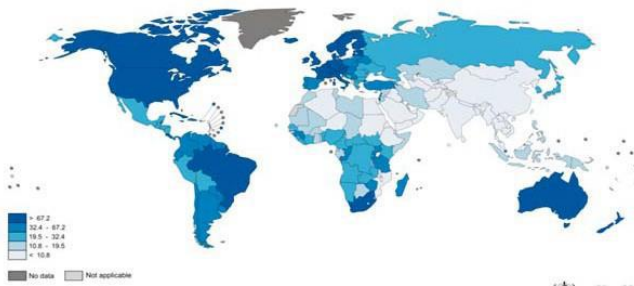 > 67.2
32.4 - 67.2
19.5 - 32.4
10.8 - 19.5
< 10.8
No data
Not applicable